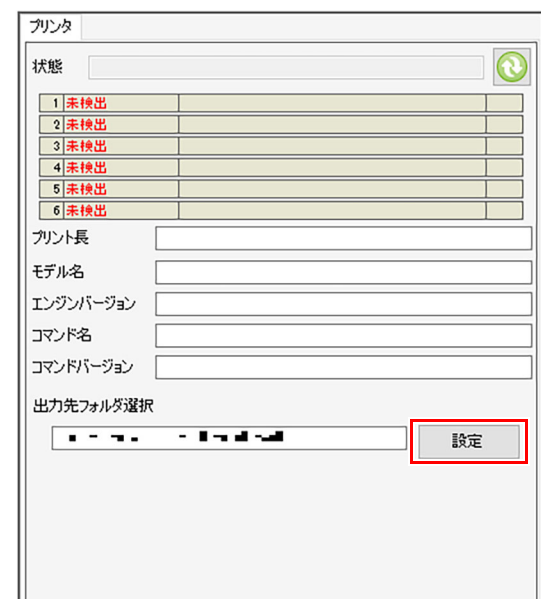 プリンタ
状態
1 未検出
2 未検出
3 未検出
4 未検出
5 未検出
6 未検出
プリント長
モデル名
エンジンバージョン
コマンド名
コマンドバージョン
出力先フォルダ選択
設定